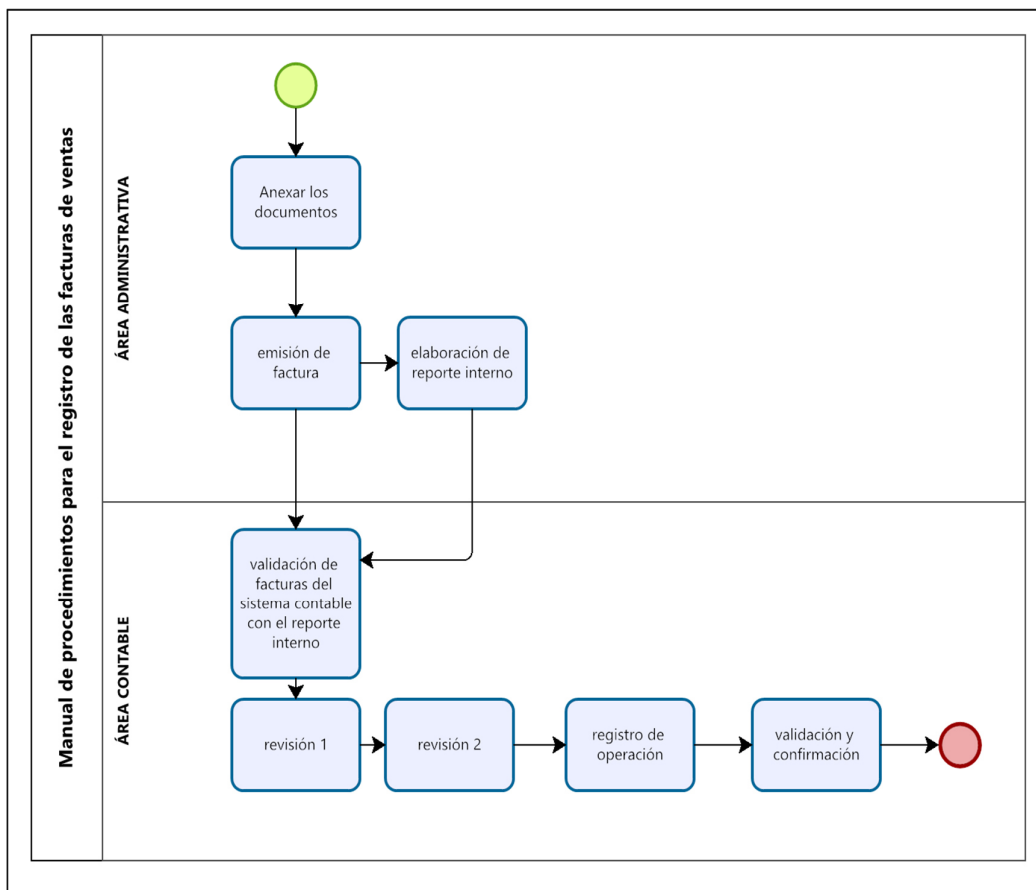 Manual de procedimientos para el registro de las facturas de ventas
ÁREA ADMINISTRATIVA
Anexar los
documentos
emisión de
factura
elaboración de
reporte interno
ÁREA CONTABLE
validación de
facturas del
sistema contable
con el reporte
interno
revisión 1
revisión 2
registro de
operación
validación y
confirmación